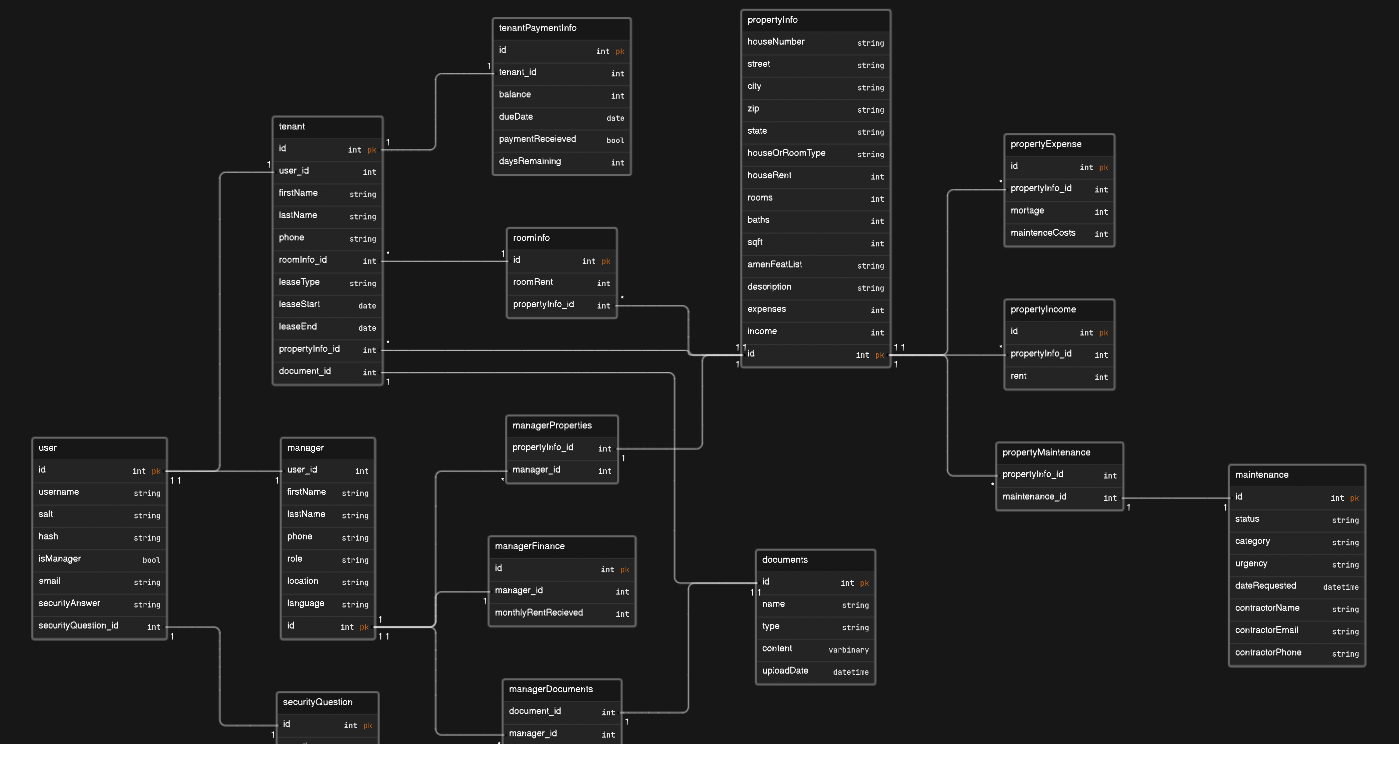 tenantPaymentInfo
id int pk
tenant_id int
balance int
dueDate date
paymentReceieved bool
daysRemaining int
propertyInfo
houseNumber string
street string
city string
zip string
state string
houseOrRoomType string
houseRent int
rooms int
baths int
sqft int
amenFeatList string
description string
expenses int
income int
id int pk
tenant
id int pk
user_id int
firstName string
lastName string
phone string
roomInfo_id int
leaseType string
leaseStart date
leaseEnd date
propertyInfo_id int
document_id int
roomInfo
id int pk
roomRent int
propertyInfo_id int
propertyExpense
id int pk
propertyInfo_id int
mortage int
maintenceCosts int
propertyIncome
id int pk
propertyInfo_id int
rent int
user
id int pk
username string
salt string
hash string
isManager bool
email string
securityAnswer string
securityQuestion_id int
manager
user_id int
firstName string
lastName string
phone string
role string
location string
language string
id int pk
managerProperties
propertyInfo_id int
manager_id int
managerFinance
id int pk
manager_id int
monthlyRentRecieved int
propertyMaintenance
propertyInfo_id int
maintenance_id int
maintenance
id int pk
status string
category string
urgency string
dateRequested datetime
contractorName string
contractorEmail string
contractorPhone string
documents
id int pk
name string
type string
content varbinary
uploadDate datetime
securityQuestion
id int pk
managerDocuments
document_id int
manager_id int
1
1
1
*
1
*
*
1
1 1
1
1 1
1
*
*
*
1
1
1 1
1
1
*
1
1
1 1
1 1
1
1
1